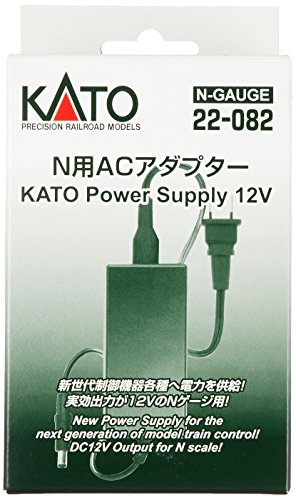 KATO
PRECISION RAILROAD MODELS
N-GAUGE
22-082
N用ACアダプター
KATO Power Supply 12V
新世代制御機器各種へ電力を供給!
実効出力が12VのNゲージ用!
New Power Supply for the
next generation of model train control!
DC12V Output for N scale!